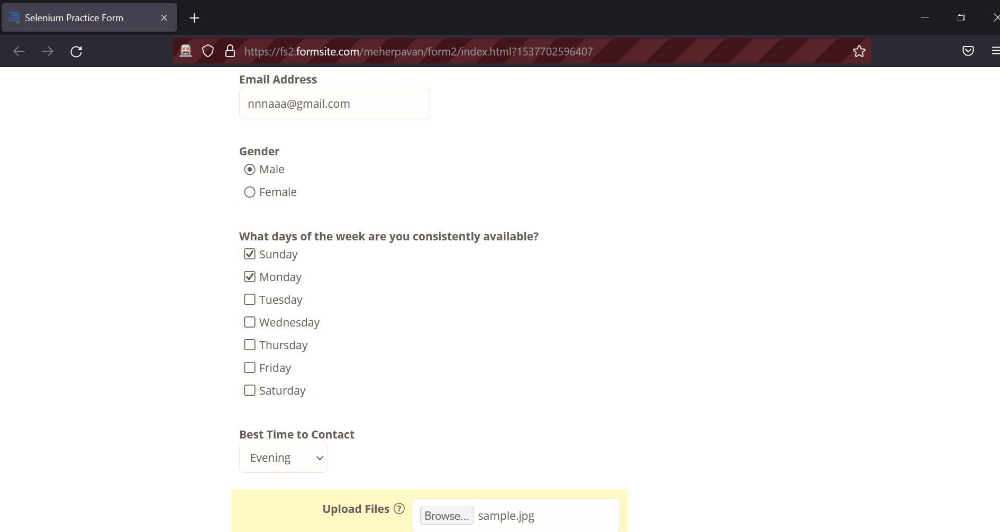 Selenium Practice Form
https://fs2.formsite.com/meherpavan/form2/index.html?1537702596407
Email Address
nnnaaa@gmail.com
Gender
Male
Female
What days of the week are you consistently available?
Sunday
Monday
Tuesday
Wednesday
Thursday
Friday
Saturday
Best Time to Contact
Evening
Upload Files ? Browse... sample.jpg